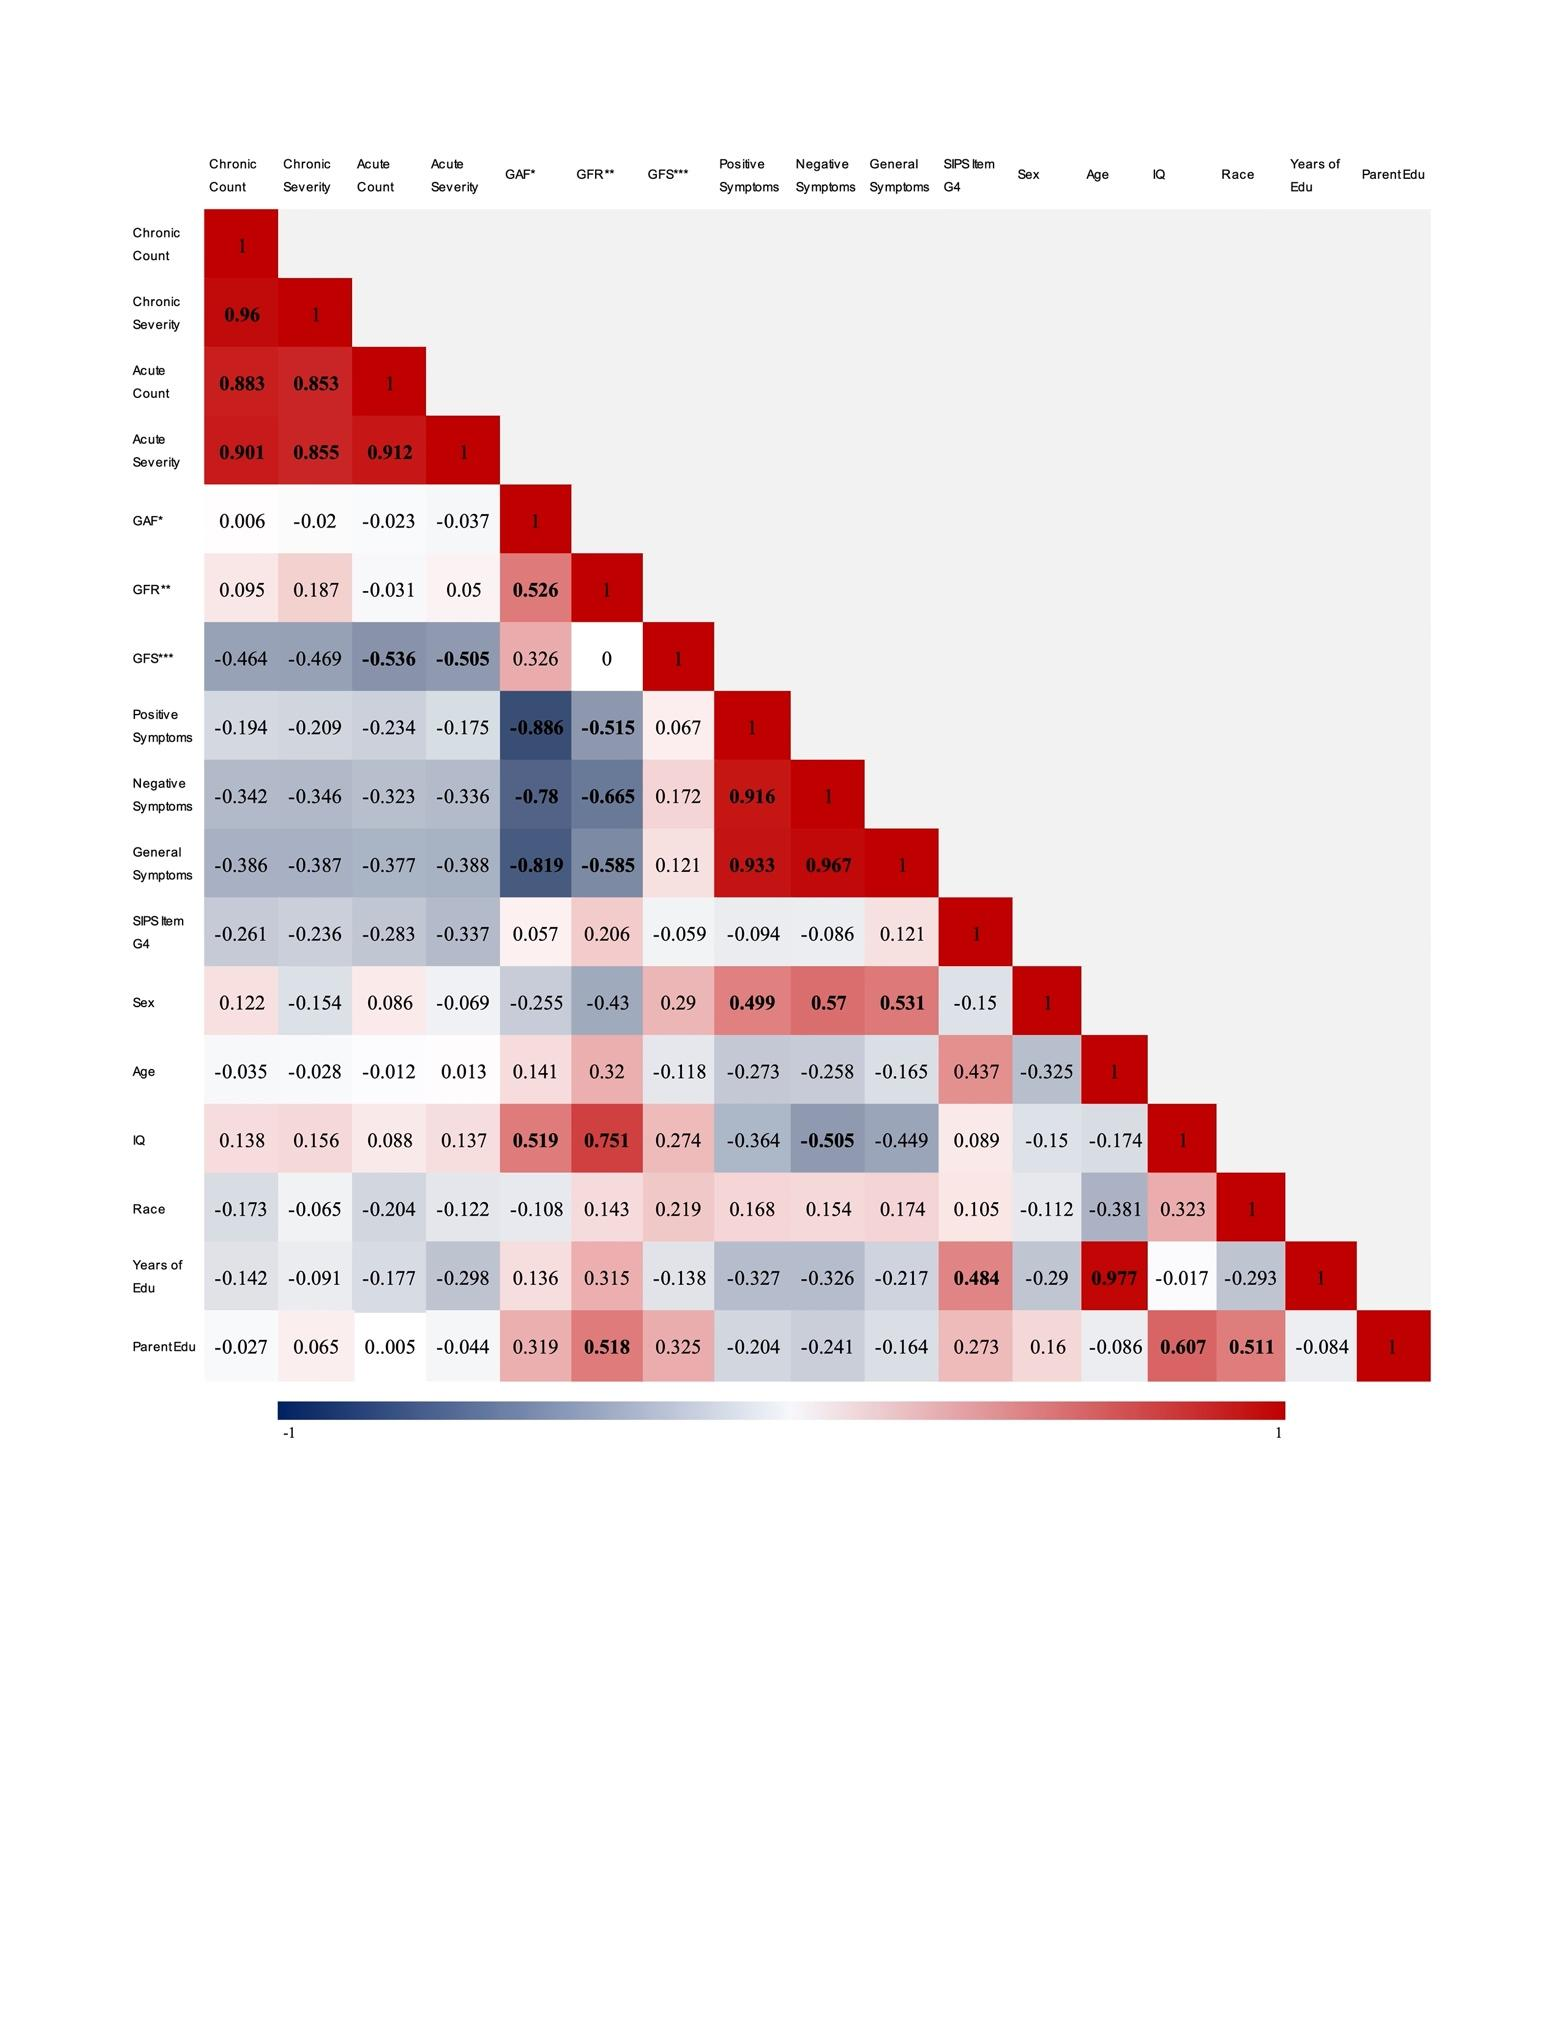 Chronic Chronic Acute Acute Positive Negative General SIPS Item Years of
GAF* GFR** GFS*** Sex Age IQ Race ParentEdu
Count Severity Count Severity Symptoms Symptoms Symptoms G4 Edu
Chronic
Count 1
Chronic
Severity 0.96 1
Acute
Count 0.883 0.853 1
Acute
Severity 0.901 0.855 0.912 1
GAF* 0.006 -0.02 -0.023 -0.037 1
GFR** 0.095 0.187 -0.031 0.05 0.526 1
GFS*** -0.464 -0.469 -0.536 -0.505 0.326 0 1
Positive
Symptoms -0.194 -0.209 -0.234 -0.175 -0.886 -0.515 0.067 1
Negative
Symptoms -0.342 -0.346 -0.323 -0.336 -0.78 -0.665 0.172 0.916 1
General
Symptoms -0.386 -0.387 -0.377 -0.388 -0.819 -0.585 0.121 0.933 0.967 1
SIPS Item
G4 -0.261 -0.236 -0.283 -0.337 0.057 0.206 -0.059 -0.094 -0.086 0.121 1
Sex 0.122 -0.154 0.086 -0.069 -0.255 -0.43 0.29 0.499 0.57 0.531 -0.15 1
Age -0.035 -0.028 -0.012 0.013 0.141 0.32 -0.118 -0.273 -0.258 -0.165 0.437 -0.325 1
IQ 0.138 0.156 0.088 0.137 0.519 0.751 0.274 -0.364 -0.505 -0.449 0.089 -0.15 -0.174 1
Race -0.173 -0.065 -0.204 -0.122 -0.108 0.143 0.219 0.168 0.154 0.174 0.105 -0.112 -0.381 0.323 1
Years of
Edu -0.142 -0.091 -0.177 -0.298 0.136 0.315 -0.138 -0.327 -0.326 -0.217 0.484 -0.29 0.977 -0.017 -0.293 1
ParentEdu -0.027 0.065 0..005 -0.044 0.319 0.518 0.325 -0.204 -0.241 -0.164 0.273 0.16 -0.086 0.607 0.511 -0.084 1
-1 1